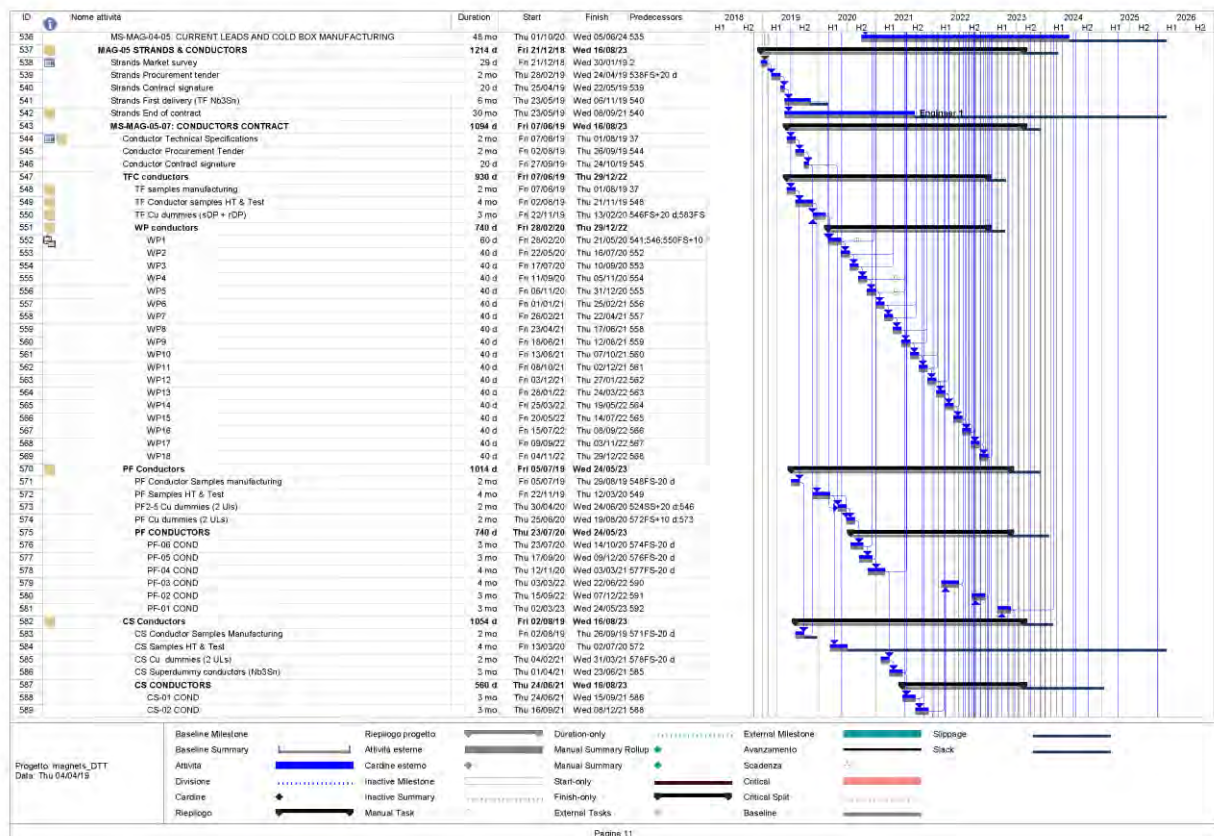 ID Nome attività Duration Start Finish Predecessors 2018 2019 2020 2021 2022 2023 2024 2025 2026
H1 H2 H1 H2 H1 H2 H1 H2 H1 H2 H1 H2 H1 H2 H1 H2 H1 H2
536 MS-MAG-04-05: CURRENT LEADS AND COLD BOX MANUFACTURING 48 mo Thu 01/10/20 Wed 05/06/24 535
537 MAG-05 STRANDS & CONDUCTORS 1214 d Fri 21/12/18 Wed 16/08/23
538 Strands Market survey 29 d Fri 21/12/18 Wed 30/01/19 2
539 Strands Procurement tender 2 mo Thu 28/02/19 Wed 24/04/19 538FS+20 d
540 Strands Contract signature 20 d Thu 25/04/19 Wed 22/05/19 539
541 Strands First delivery (TF Nb3Sn) 6 mo Thu 23/05/19 Wed 06/11/19 540
542 Strands End of contract 30 mo Thu 23/05/19 Wed 08/09/21 540 Engineer 1
543 MS-MAG-05-07: CONDUCTORS CONTRACT 1094 d Fri 07/06/19 Wed 16/08/23
544 Conductor Technical Specifications 2 mo Fri 07/06/19 Thu 01/08/19 37
545 Conductor Procurement Tender 2 mo Fri 02/08/19 Thu 26/09/19 544
546 Conductor Contract signature 20 d Fri 27/09/19 Thu 24/10/19 545
547 TFC conductors 930 d Fri 07/06/19 Thu 29/12/22
548 TF samples manufacturing 2 mo Fri 07/06/19 Thu 01/08/19 37
549 TF Conductor samples HT & Test 4 mo Fri 02/08/19 Thu 21/11/19 548
550 TF Cu dummies (sDP + rDP) 3 mo Fri 22/11/19 Thu 13/02/20 546FS+20 d;583FS
551 WP conductors 740 d Fri 28/02/20 Thu 29/12/22
552 WP1 60 d Fri 28/02/20 Thu 21/05/20 541;546;550FS+10
553 WP2 40 d Fri 22/05/20 Thu 16/07/20 552
554 WP3 40 d Fri 17/07/20 Thu 10/09/20 553
555 WP4 40 d Fri 11/09/20 Thu 05/11/20 554
556 WP5 40 d Fri 06/11/20 Thu 31/12/20 555
557 WP6 40 d Fri 01/01/21 Thu 25/02/21 556
558 WP7 40 d Fri 26/02/21 Thu 22/04/21 557
559 WP8 40 d Fri 23/04/21 Thu 17/06/21 558
560 WP9 40 d Fri 18/06/21 Thu 12/08/21 559
561 WP10 40 d Fri 13/08/21 Thu 07/10/21 560
562 WP11 40 d Fri 08/10/21 Thu 02/12/21 561
563 WP12 40 d Fri 03/12/21 Thu 27/01/22 562
564 WP13 40 d Fri 28/01/22 Thu 24/03/22 563
565 WP14 40 d Fri 25/03/22 Thu 19/05/22 564
566 WP15 40 d Fri 20/05/22 Thu 14/07/22 565
567 WP16 40 d Fri 15/07/22 Thu 08/09/22 566
568 WP17 40 d Fri 09/09/22 Thu 03/11/22 567
569 WP18 40 d Fri 04/11/22 Thu 29/12/22 568
570 PF Conductors 1014 d Fri 05/07/19 Wed 24/05/23
571 PF Conductor Samples manufacturing 2 mo Fri 05/07/19 Thu 29/08/19 548FS-20 d
572 PF Samples HT & Test 4 mo Fri 22/11/19 Thu 12/03/20 549
573 PF2-5 Cu dummies (2 Uls) 2 mo Thu 30/04/20 Wed 24/06/20 524SS+20 d;546
574 PF Cu dummies (2 ULs) 2 mo Thu 25/06/20 Wed 19/08/20 572FS+10 d;573
575 PF CONDUCTORS 740 d Thu 23/07/20 Wed 24/05/23
576 PF-06 COND 3 mo Thu 23/07/20 Wed 14/10/20 574FS-20 d
577 PF-05 COND 3 mo Thu 17/09/20 Wed 09/12/20 576FS-20 d
578 PF-04 COND 4 mo Thu 12/11/20 Wed 03/03/21 577FS-20 d
579 PF-03 COND 4 mo Thu 03/03/22 Wed 22/06/22 590
580 PF-02 COND 3 mo Thu 15/09/22 Wed 07/12/22 591
581 PF-01 COND 3 mo Thu 02/03/23 Wed 24/05/23 592
582 CS Conductors 1054 d Fri 02/08/19 Wed 16/08/23
583 CS Conductor Samples Manufacturing 2 mo Fri 02/08/19 Thu 26/09/19 571FS-20 d
584 CS Samples HT & Test 4 mo Fri 13/03/20 Thu 02/07/20 572
585 CS Cu dummies (2 ULs) 2 mo Thu 04/02/21 Wed 31/03/21 578FS-20 d
586 CS Superdummy conductors (Nb3Sn) 3 mo Thu 01/04/21 Wed 23/06/21 585
587 CS CONDUCTORS 560 d Thu 24/06/21 Wed 16/08/23
588 CS-01 COND 3 mo Thu 24/06/21 Wed 15/09/21 586
589 CS-02 COND 3 mo Thu 16/09/21 Wed 08/12/21 588
Progetto: magnets_DTT
Data: Thu 04/04/19
Baseline Milestone Riepilogo progetto Duration-only External Milestone Slippage
Baseline Summary Attività esterne Manual Summary Rollup Avanzamento Slack
Attività Cardine esterno Manual Summary Scadenza
Divisione Inactive Milestone Start-only Critical
Cardine Inactive Summary Finish-only Critical Split
Riepilogo Manual Task External Tasks Baseline
Pagina 11